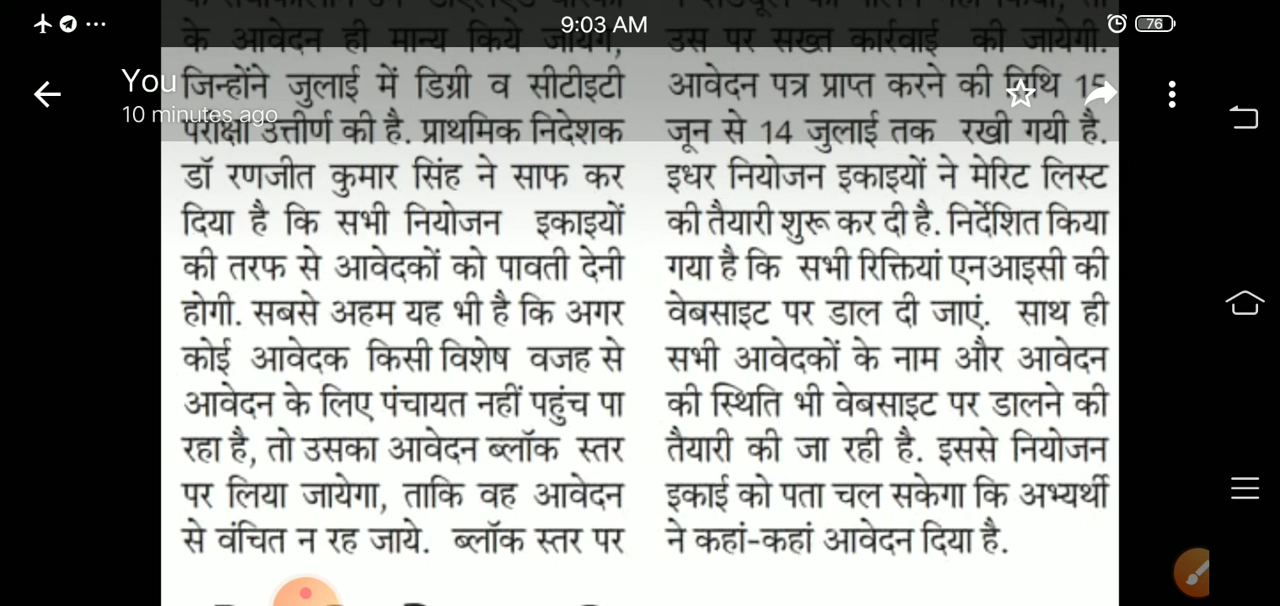 9:03 AM
76
You
10 minutes ago
के आवेदन ही मान्य किये जायेंगे,
जिन्होंने जुलाई में डिग्री व सीटीइटी
परीक्षा उत्तीर्ण की है. प्राथमिक निदेशक
डॉ रणजीत कुमार सिंह ने साफ कर
दिया है कि सभी नियोजन इकाइयों
की तरफ से आवेदकों को पावती देनी
होगी. सबसे अहम यह भी है कि अगर
कोई आवेदक किसी विशेष वजह से
आवेदन के लिए पंचायत नहीं पहुंच पा
रहा है, तो उसका आवेदन ब्लॉक स्तर
पर लिया जायेगा, ताकि वह आवेदन
से वंचित न रह जाये. ब्लॉक स्तर पर
उस पर सख्त कार्रवाई की जायेगी.
आवेदन पत्र प्राप्त करने की तिथि 15
जून से 14 जुलाई तक रखी गयी है.
इधर नियोजन इकाइयों ने मेरिट लिस्ट
की तैयारी शुरू कर दी है. निर्देशित किया
गया है कि सभी रिक्तियां एनआइसी की
वेबसाइट पर डाल दी जाएं. साथ ही
सभी आवेदकों के नाम और आवेदन
की स्थिति भी वेबसाइट पर डालने की
तैयारी की जा रही है. इससे नियोजन
इकाई को पता चल सकेगा कि अभ्यर्थी
ने कहां-कहां आवेदन दिया है.